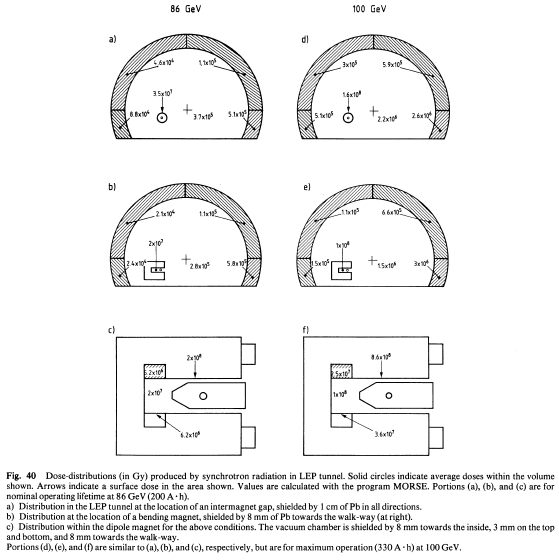 86 GeV
100 GeV
a)
4.6x10⁴
1.1x10⁵
3.5x10⁷
8.8x10⁴
3.7x10⁵
5.1x10⁵
d)
3x10⁵
5.9x10⁵
1.6x10⁸
5.1x10⁵
2.2x10⁶
2.6x10⁶
b)
2.1x10⁴
1.1x10⁵
2x10⁷
2.4x10⁴
2.8x10⁵
5.8x10⁵
e)
1.1x10⁵
6.6x10⁵
1x10⁸
1.5x10⁵
1.5x10⁶
3x10⁶
c)
2x10⁸
2x10⁷
6.2x10⁶
f)
8.6x10⁸
1x10⁸
3.6x10⁷
Fig. 40 Dose-distributions (in Gy) produced by synchrotron radiation in LEP tunnel. Solid circles indicate average doses within the volume
shown. Arrows indicate a surface dose in the area shown. Values are calculated with the program MORSE. Portions (a), (b), and (c) are for
nominal operating lifetime at 86 GeV (200 A · h).
a) Distribution in the LEP tunnel at the location of an intermagnet gap, shielded by 1 cm of Pb in all directions.
b) Distribution at the location of a bending magnet, shielded by 8 mm of Pb towards the walk-way (at right).
c) Distribution within the dipole magnet for the above conditions. The vacuum chamber is shielded by 8 mm towards the inside, 3 mm on the top
and bottom, and 8 mm towards the walk-way.
Portions (d), (e), and (f) are similar to (a), (b), and (c), respectively, but are for maximum operation (330 A · h) at 100 GeV.